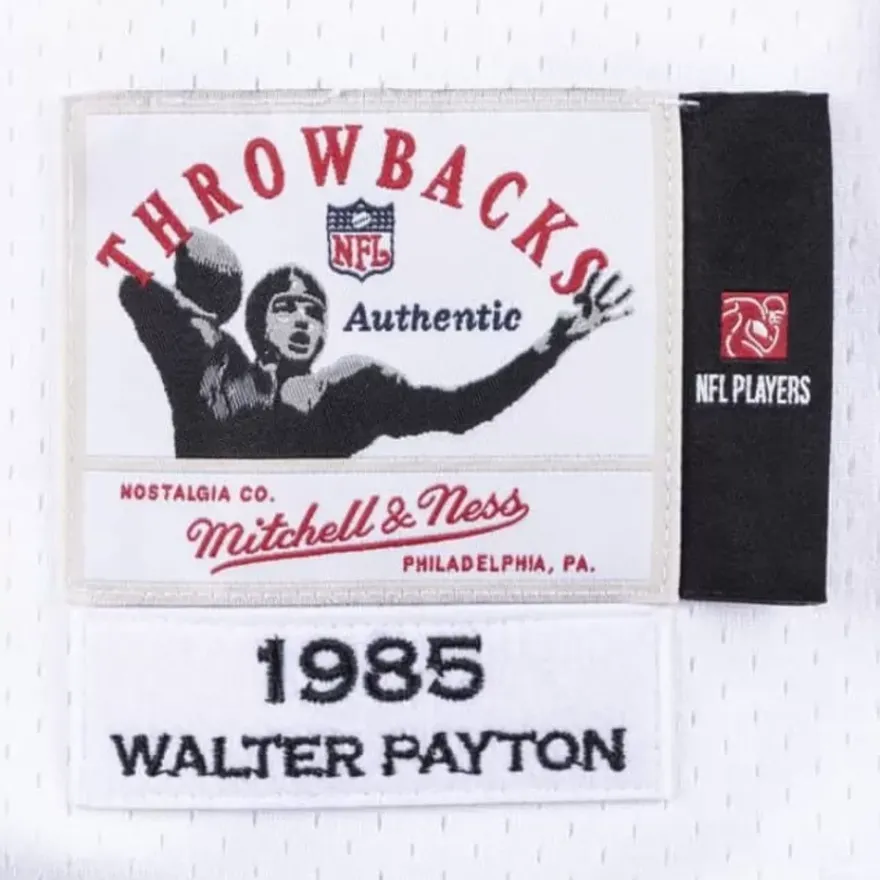 THROWBACKS
NFL
Authentic
NFL PLAYERS
NOSTALGIA CO.
Mitchell & Ness
PHILADELPHIA, PA.
1985
WALTER PAYTON